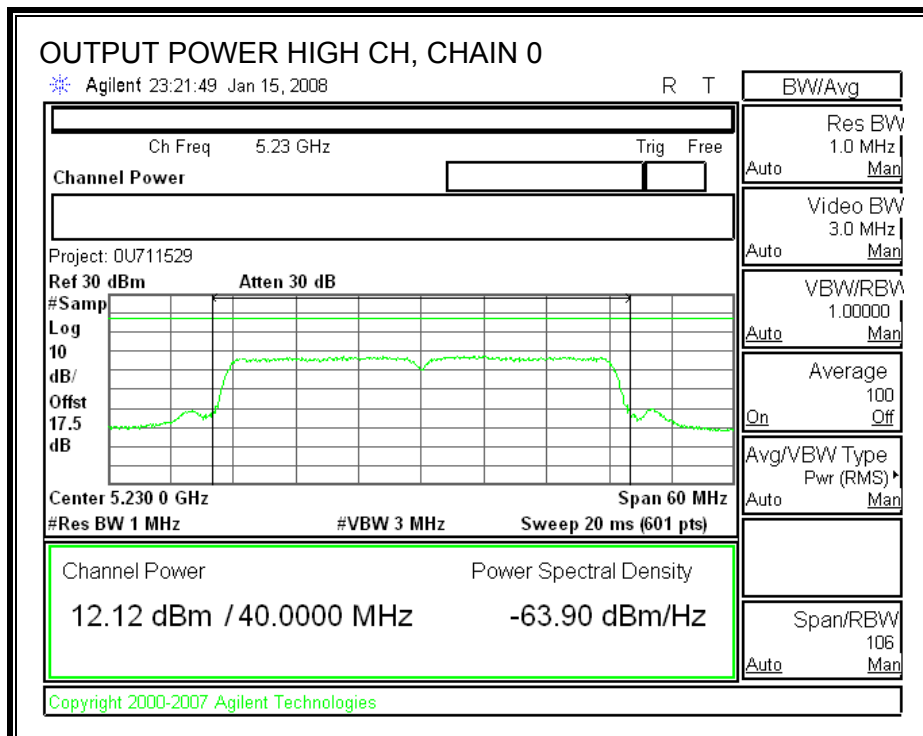 OUTPUT POWER HIGH CH, CHAIN 0
Agilent 23:21:49 Jan 15, 2008 R T
Ch Freq 5.23 GHz Trig Free
Channel Power
Project: 0U711529
Ref 30 dBm Atten 30 dB
#Samp
Log
10
dB/
Offst
17.5
dB
Center 5.230 0 GHz Span 60 MHz
#Res BW 1 MHz #VBW 3 MHz Sweep 20 ms (601 pts)
Channel Power Power Spectral Density
12.12 dBm / 40.0000 MHz -63.90 dBm/Hz
Copyright 2000-2007 Agilent Technologies
BW/Avg
Res BW
1.0 MHz
Auto Man
Video BW
3.0 MHz
Auto Man
VBW/RBW
1.00000
Auto Man
Average
100
On Off
Avg/VBW Type
Pwr (RMS)
Auto Man
Span/RBW
106
Auto Man